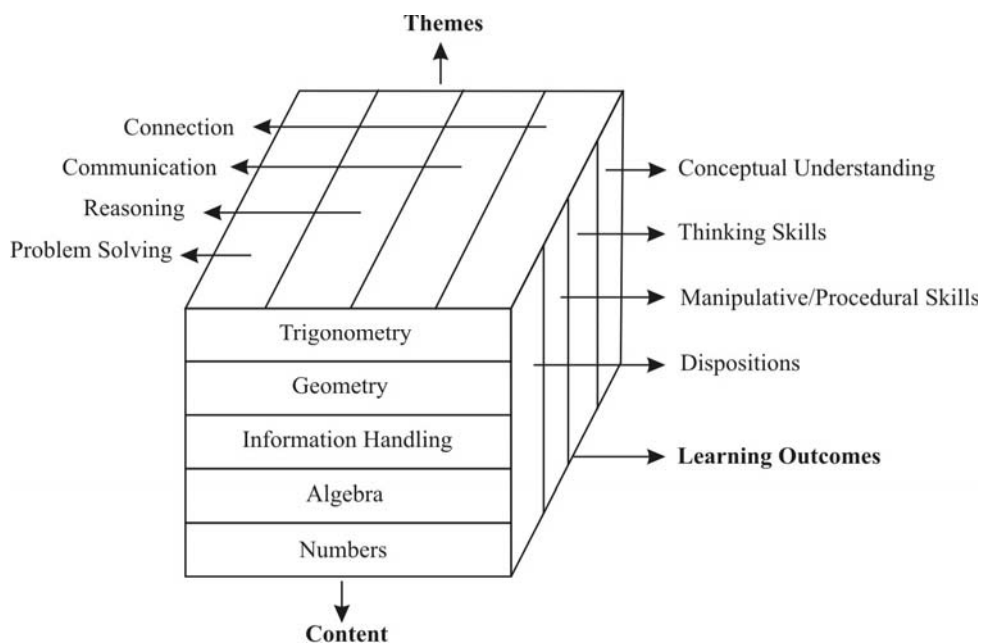 Themes
Connection
Communication
Reasoning
Problem Solving
Conceptual Understanding
Thinking Skills
Manipulative/Procedural Skills
Dispositions
Learning Outcomes
Trigonometry
Geometry
Information Handling
Algebra
Numbers
Content